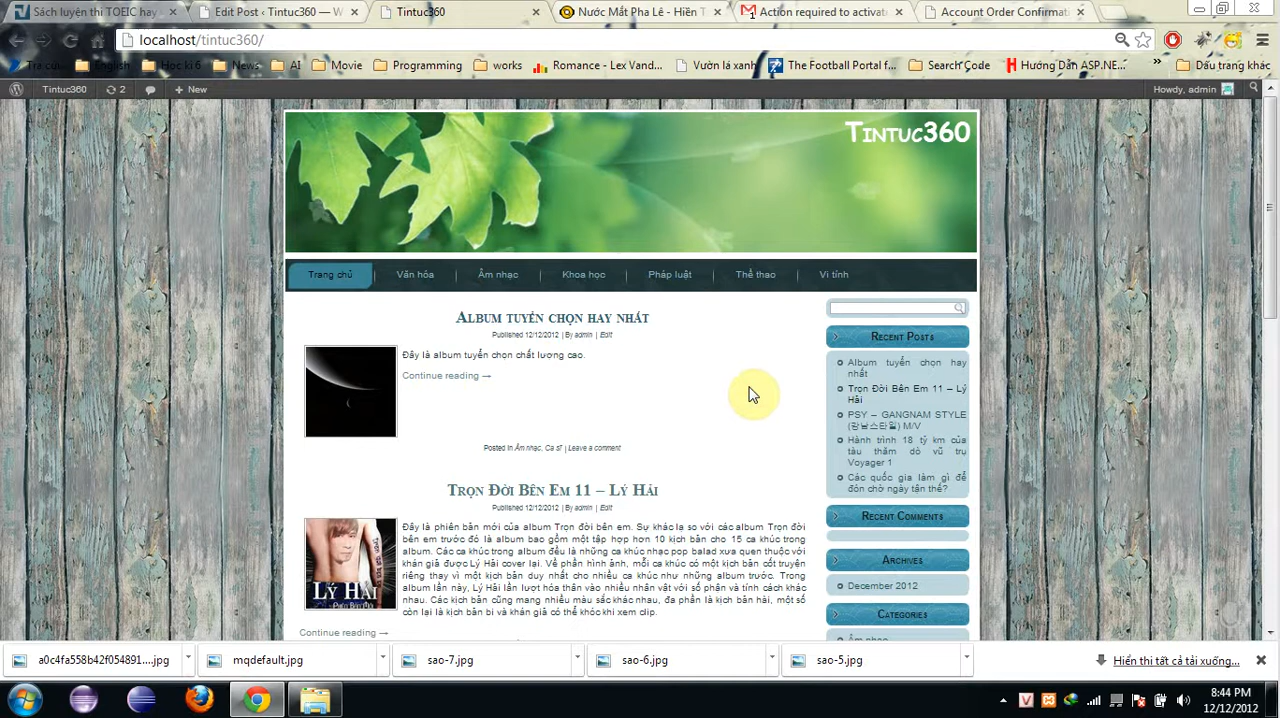 Sách luyện thi TOEIC hay
Edit Post ‹ Tintuc360 — W
Tintuc360
Nước Mắt Pha Lê - Hiền T
Action required to activat
Account Order Confirmati
localhost/tintuc360/
Tra cứu
English
Học kì 6
News
AI
Movie
Programming
works
Romance - Lex Vand...
Vườn lá xanh
The Football Portal f...
Search Code
Hướng Dẫn ASP.NE...
»
Dấu trang khác
Tintuc360
2
New
Howdy, admin
Tintuc360
Trang chủ
Văn hóa
Âm nhạc
Khoa học
Pháp luật
Thể thao
Vi tính
Album tuyển chọn hay nhất
Published 12/12/2012 | By admin | Edit
Đây là album tuyển chọn chất lượng cao.
Continue reading →
Posted in Âm nhạc, Ca sĩ | Leave a comment
Trọn Đời Bên Em 11 – Lý Hải
Published 12/12/2012 | By admin | Edit
Đây là phiên bản mới của album Trọn đời bên em. Sự khác lạ so với các album Trọn đời
bên em trước đó là album bao gồm một tập hợp hơn 10 kịch bản cho 15 ca khúc trong
album. Các ca khúc trong album đều là những ca khúc nhạc pop balad xưa quen thuộc với
khán giả được Lý Hải cover lại. Về phần hình ảnh, mỗi ca khúc có một kịch bản cốt truyện
riêng thay vì một kịch bản duy nhất cho nhiều ca khúc như những album trước. Trong
album lần này, Lý Hải lần lượt hóa thân vào nhiều nhân vật với số phận và tính cách khác
nhau. Các kịch bản cũng mang nhiều màu sắc khác nhau, đa phần là kịch bản hài, một số
còn lại là kịch bản bi và khán giả có thể khóc khi xem clip.
LÝ HẢI
Continue reading →
Recent Posts
Album tuyển chọn hay
nhất
Trọn Đời Bên Em 11 – Lý
Hải
PSY – GANGNAM STYLE
(강남스타일) M/V
Hành trình 18 tỷ km của
tàu thăm dò vũ trụ
Voyager 1
Các quốc gia làm gì để
đón chờ ngày tận thế?
Recent Comments
Archives
December 2012
Categories
Âm nhạc
a0c4fa558b42f054891....jpg
mqdefault.jpg
sao-7.jpg
sao-6.jpg
sao-5.jpg
Hiển thị tất cả tải xuống...
8:44 PM
12/12/2012